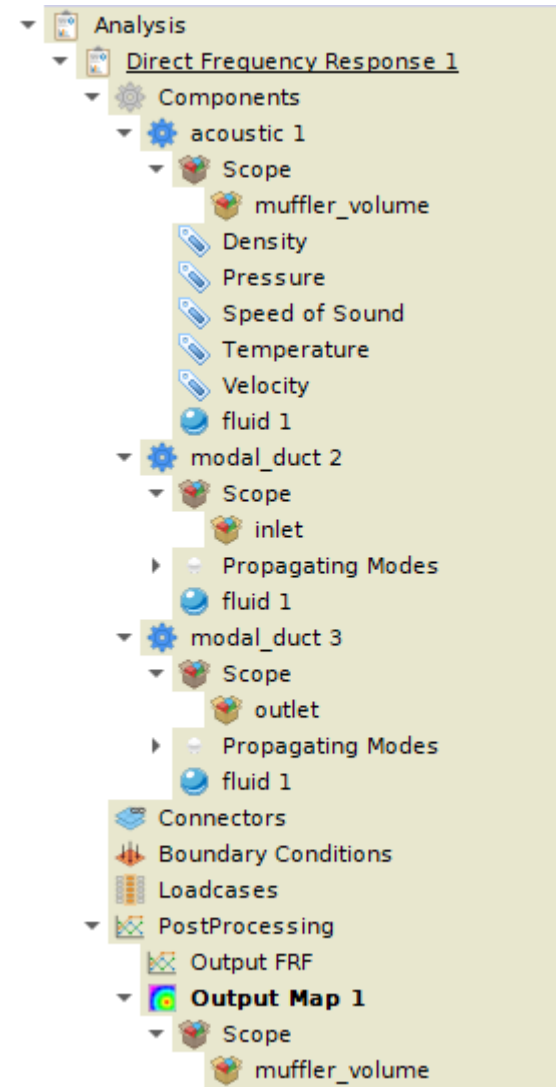 Analysis
Direct Frequency Response 1
Components
acoustic 1
Scope
muffler_volume
Density
Pressure
Speed of Sound
Temperature
Velocity
fluid 1
modal_duct 2
Scope
inlet
Propagating Modes
fluid 1
modal_duct 3
Scope
outlet
Propagating Modes
fluid 1
Connectors
Boundary Conditions
Loadcases
PostProcessing
Output FRF
Output Map 1
Scope
muffler_volume